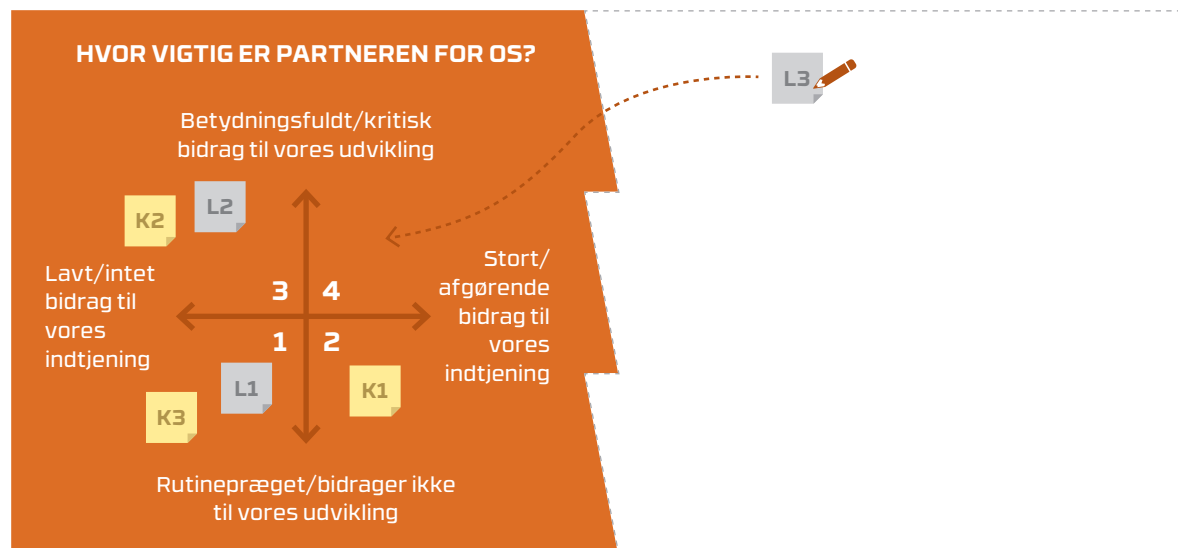 HVOR VIGTIG ER PARTNEREN FOR OS?
L3
Betydningsfuldt/kritisk
bidrag til vores udvikling
K2
L2
Lavt/intet
bidrag til
vores
indtjening
3
4
1
2
Stort/
afgørende
bidrag til
vores
indtjening
L1
K1
K3
Rutinepræget/bidrager ikke
til vores udvikling